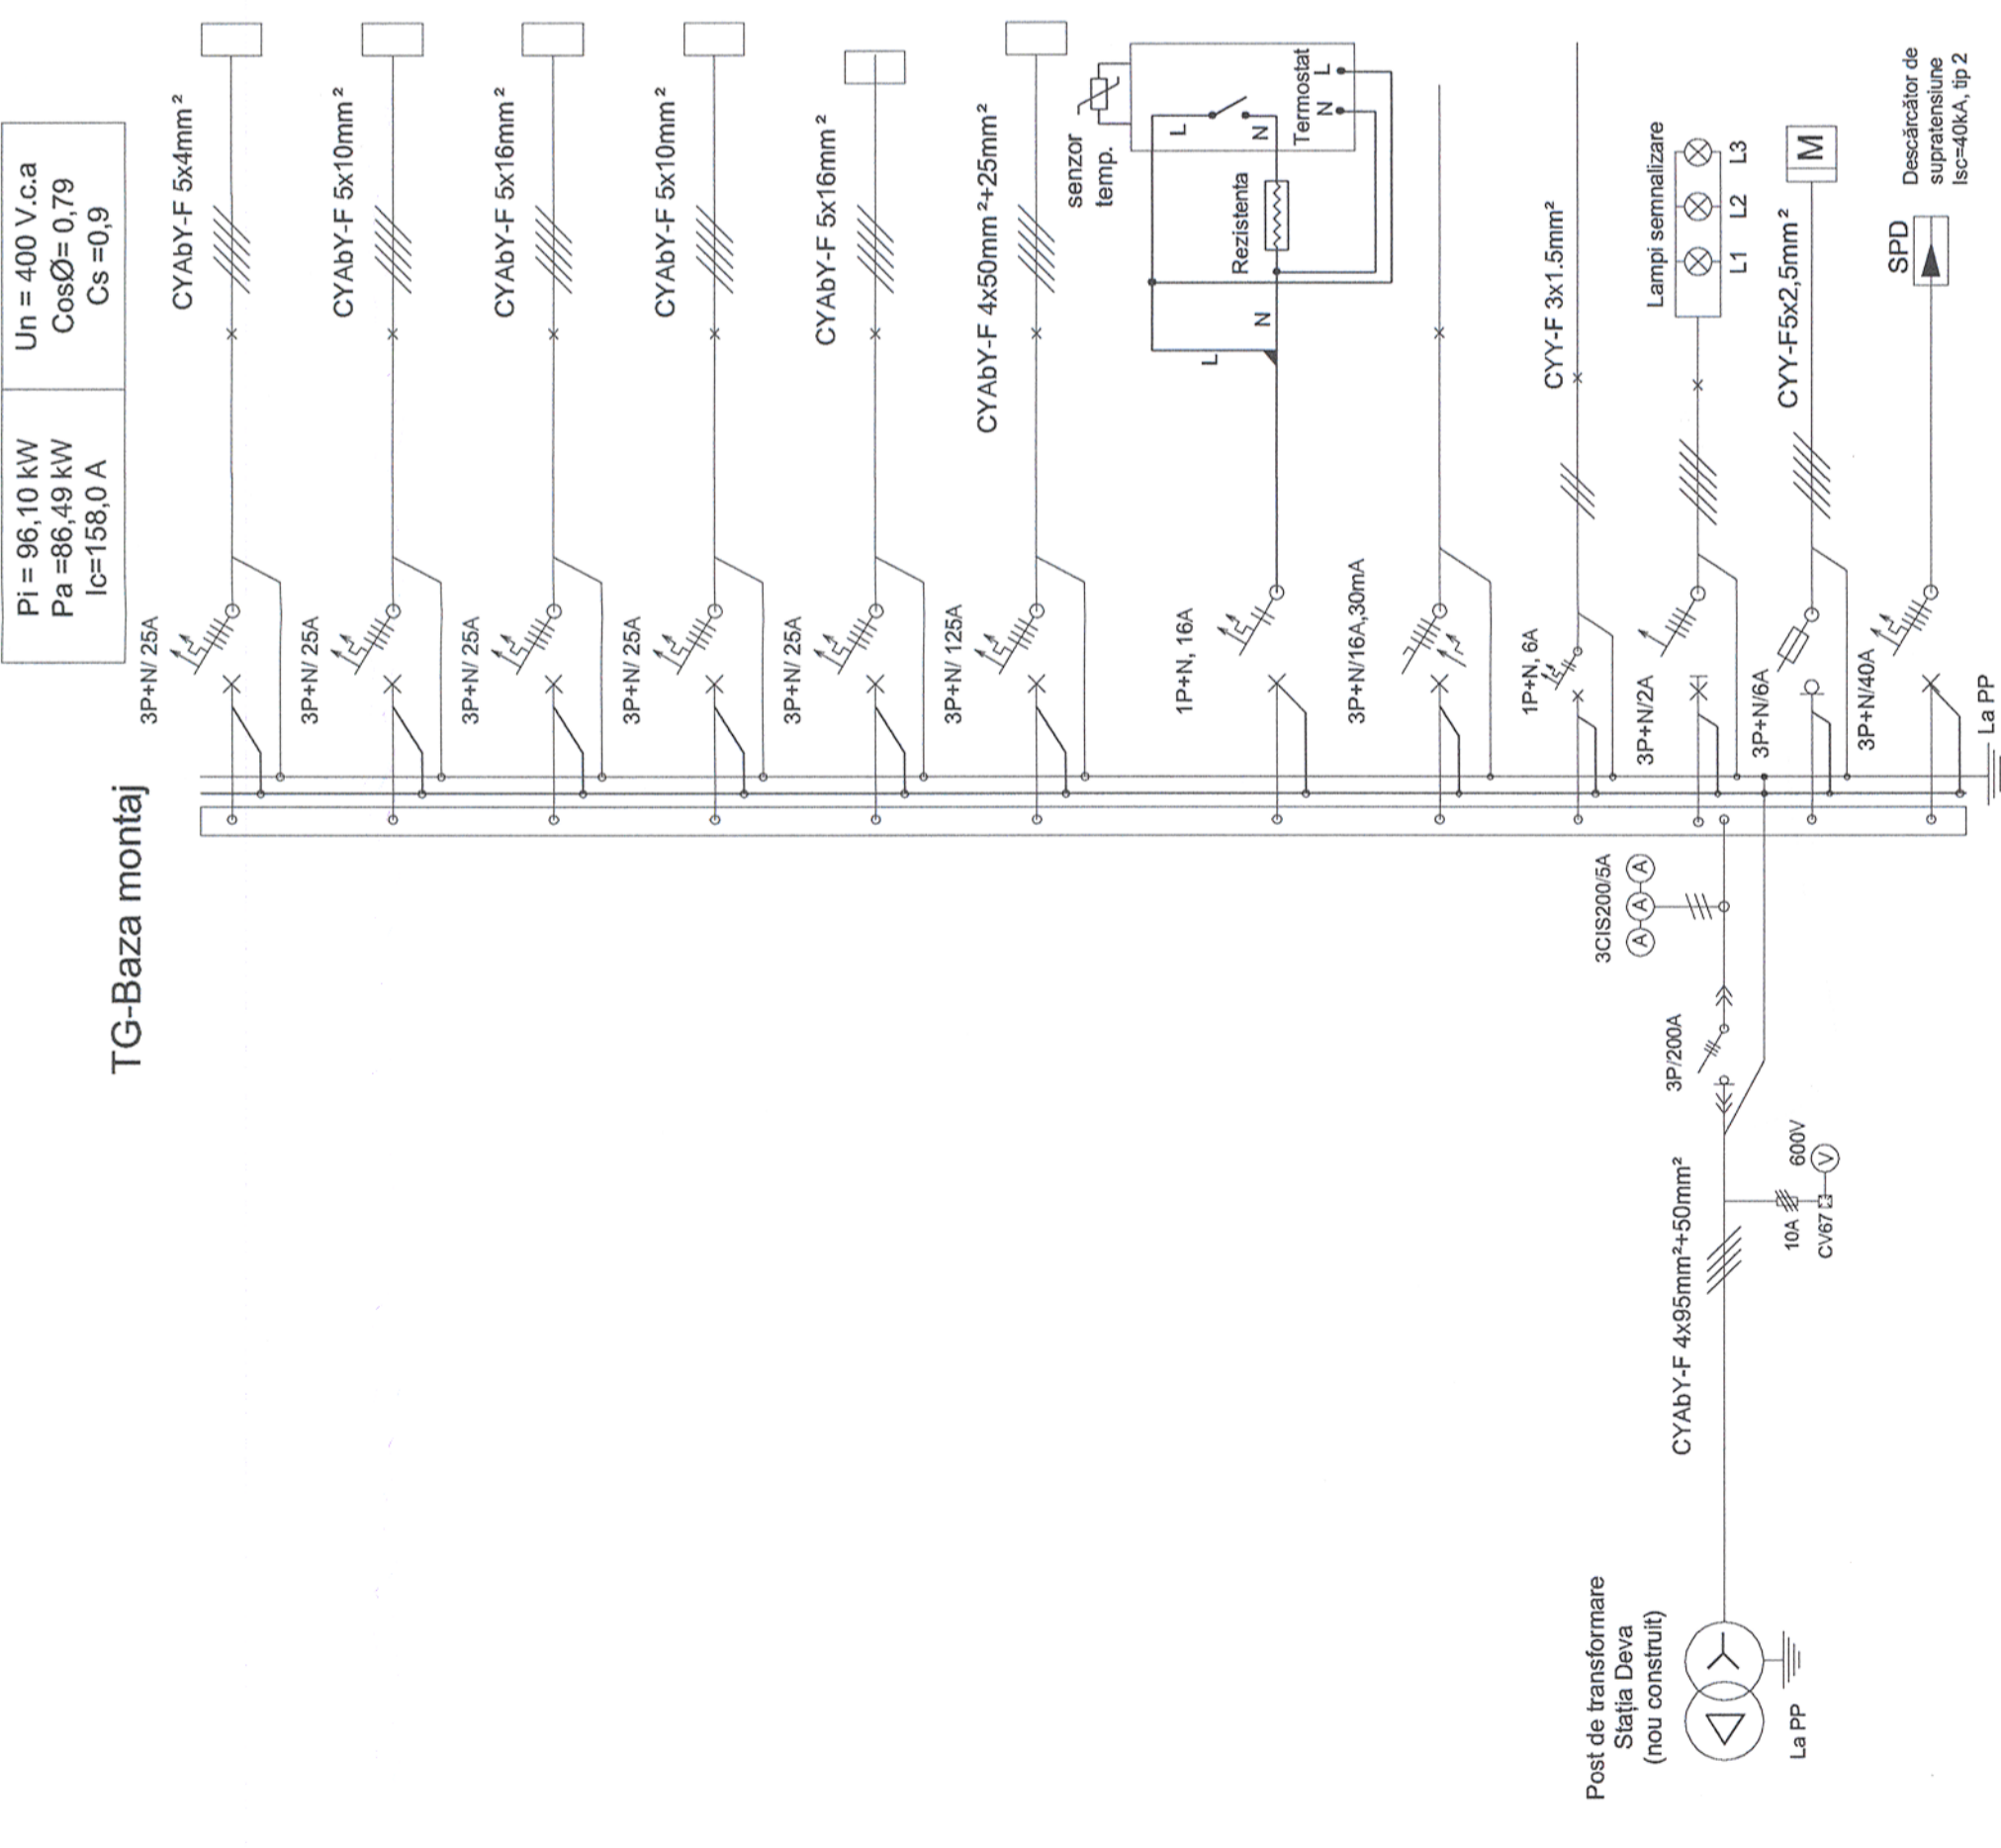 TG-Baza montaj
Pi = 96,10 kW
Pa =86,49 kW
Ic=158,0 A
Un = 400 V.c.a
CosØ= 0,79
Cs =0,9
3P+N/ 25A
CYAbY-F 5x4mm²
3P+N/ 25A
CYAbY-F 5x10mm²
3P+N/ 25A
CYAbY-F 5x16mm²
3P+N/ 25A
CYAbY-F 5x10mm²
3P+N/ 25A
CYAbY-F 5x16mm²
3P+N/ 125A
CYAbY-F 4x50mm²+25mm²
1P+N, 16A
L
N
senzor
temp.
Rezistenta
L
N
Termostat
N
L
3P+N/16A,30mA
1P+N, 6A
CYY-F 3x1.5mm²
3P+N/2A
Lampi semnalizare
L1
L2
L3
3P+N/6A
CYY-F5x2,5mm²
M
3P+N/40A
SPD
Descărcător de
supratensiune
Isc=40kA, tip 2
La PP
3CIS200/5A
A
A
A
3P/200A
CYAbY-F 4x95mm²+50mm²
10A
600V
CV67
V
Post de transformare
Stația Deva
(nou construit)
La PP